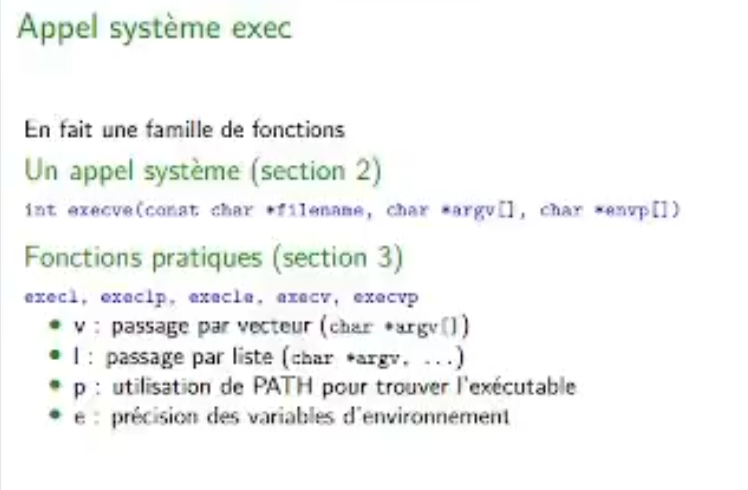 Appel système exec
En fait une famille de fonctions
Un appel système (section 2)
int execve(const char *filename, char *argv[], char *envp[])
Fonctions pratiques (section 3)
execl, execlp, execle, execv, execvp
• v : passage par vecteur (char *argv[])
• l : passage par liste (char *argv, ...)
• p : utilisation de PATH pour trouver l'exécutable
• e : précision des variables d'environnement